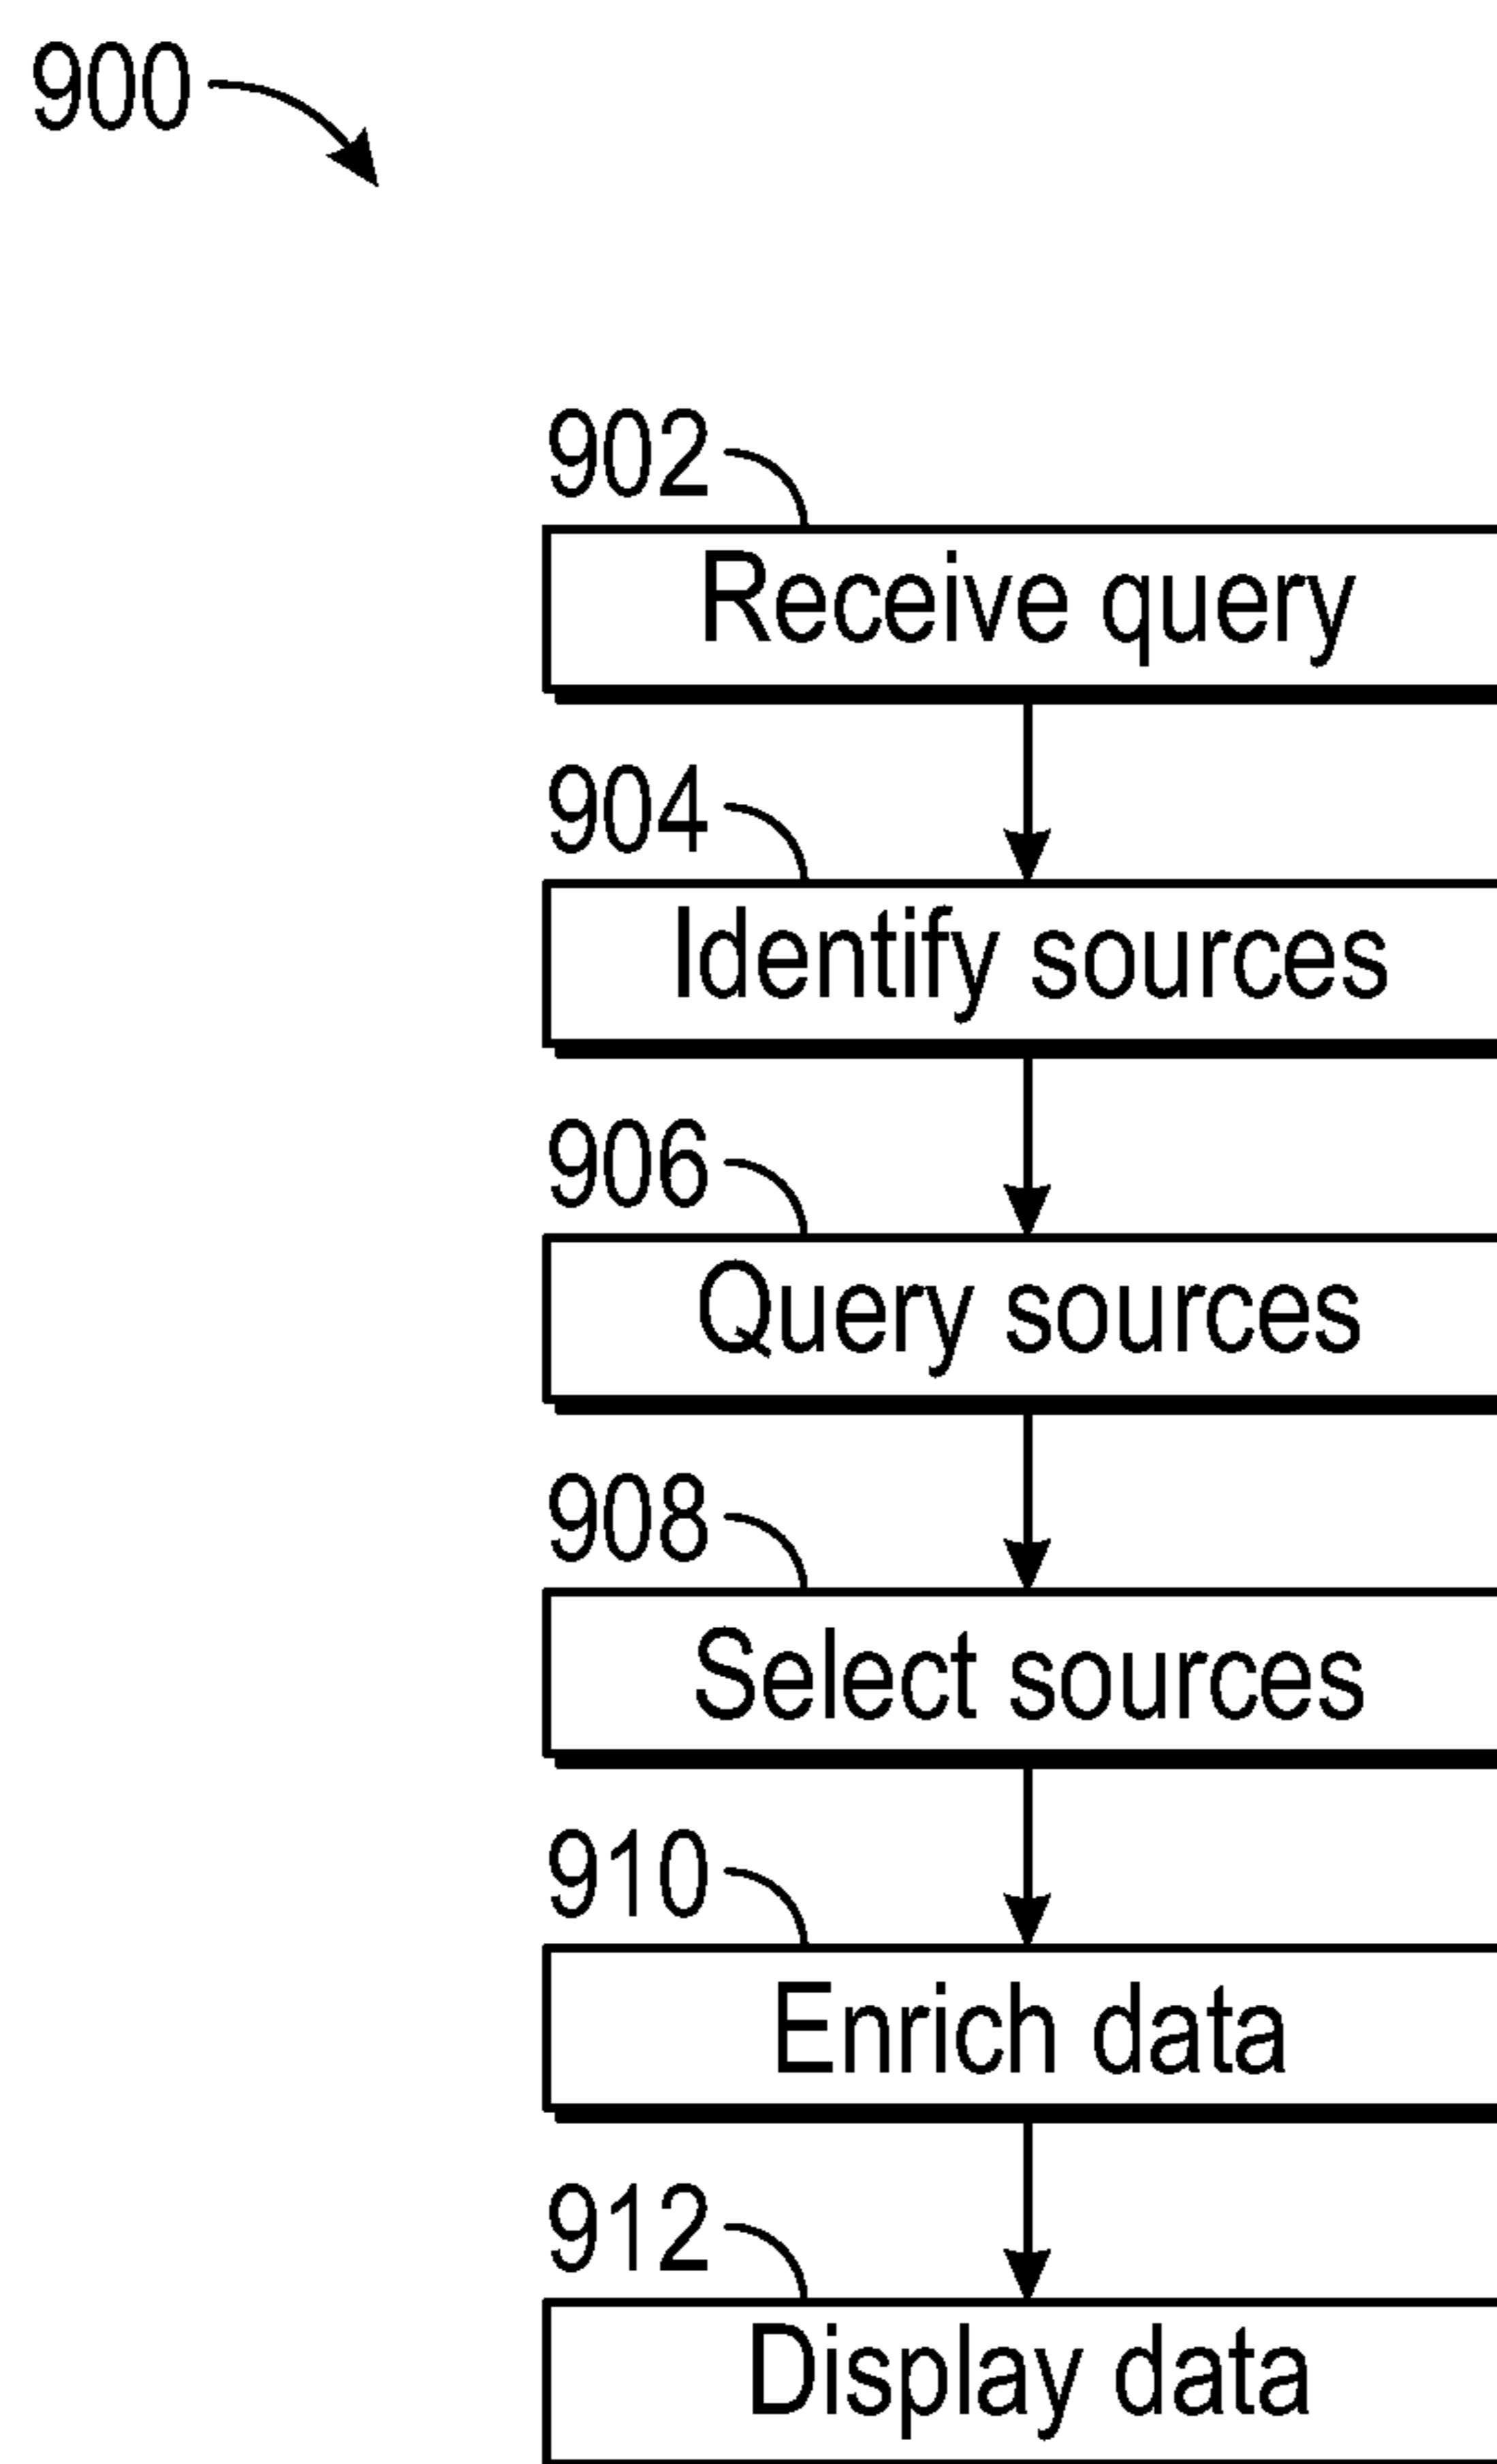 900
902
Receive query
904
Identify sources
906
Query sources
908
Select sources
910
Enrich data
912
Display data